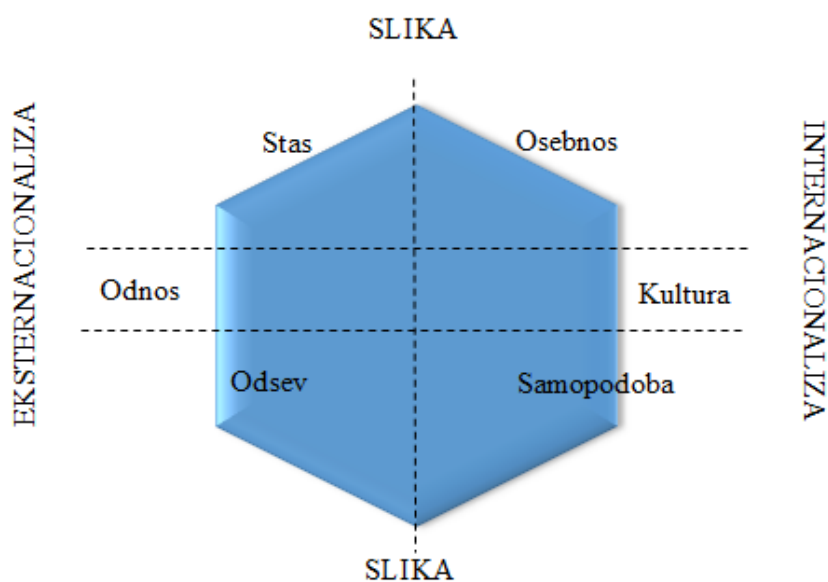 SLIKA
EKSTERNACIONALIZA
INTERNACIONALIZA
Stas
Osebnos
Odnos
Kultura
Odsev
Samopodoba
SLIKA